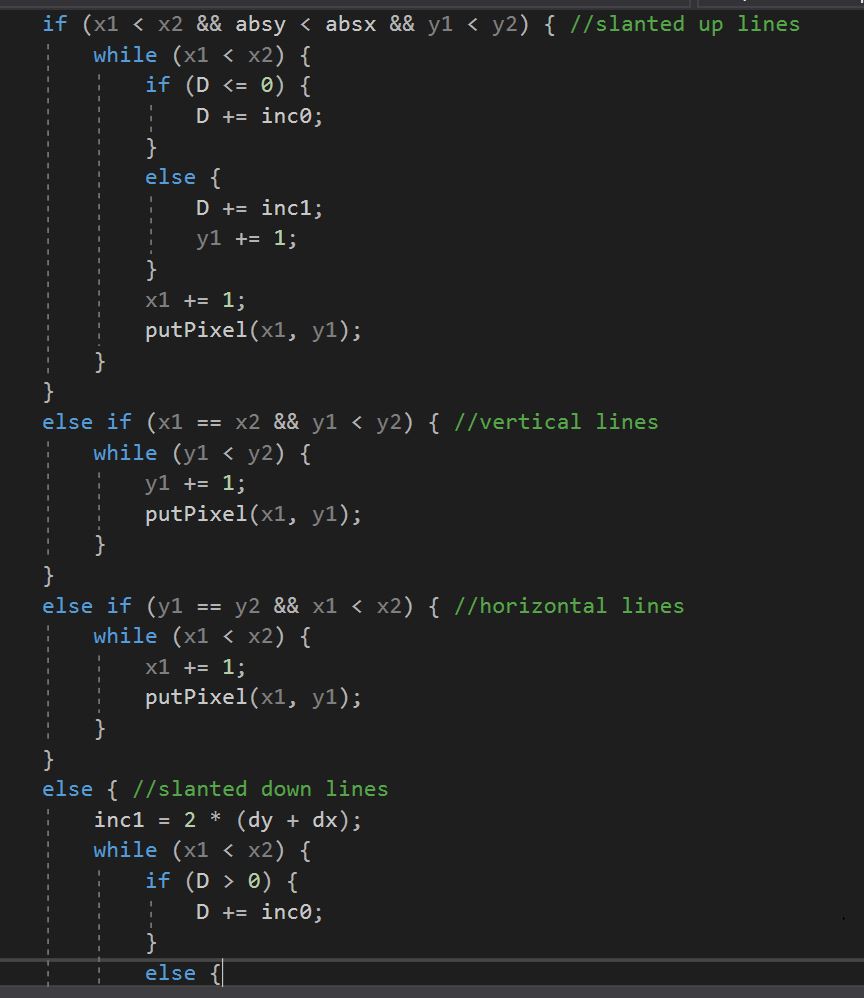 if (x1 < x2 && absy < absx && y1 < y2) { //slanted up lines
while (x1 < x2) {
if (D <= 0) {
D += inc0;
}
else {
D += inc1;
y1 += 1;
}
x1 += 1;
putPixel(x1, y1);
}
}
else if (x1 == x2 && y1 < y2) { //vertical lines
while (y1 < y2) {
y1 += 1;
putPixel(x1, y1);
}
}
else if (y1 == y2 && x1 < x2) { //horizontal lines
while (x1 < x2) {
x1 += 1;
putPixel(x1, y1);
}
}
else { //slanted down lines
inc1 = 2 * (dy + dx);
while (x1 < x2) {
if (D > 0) {
D += inc0;
}
else {